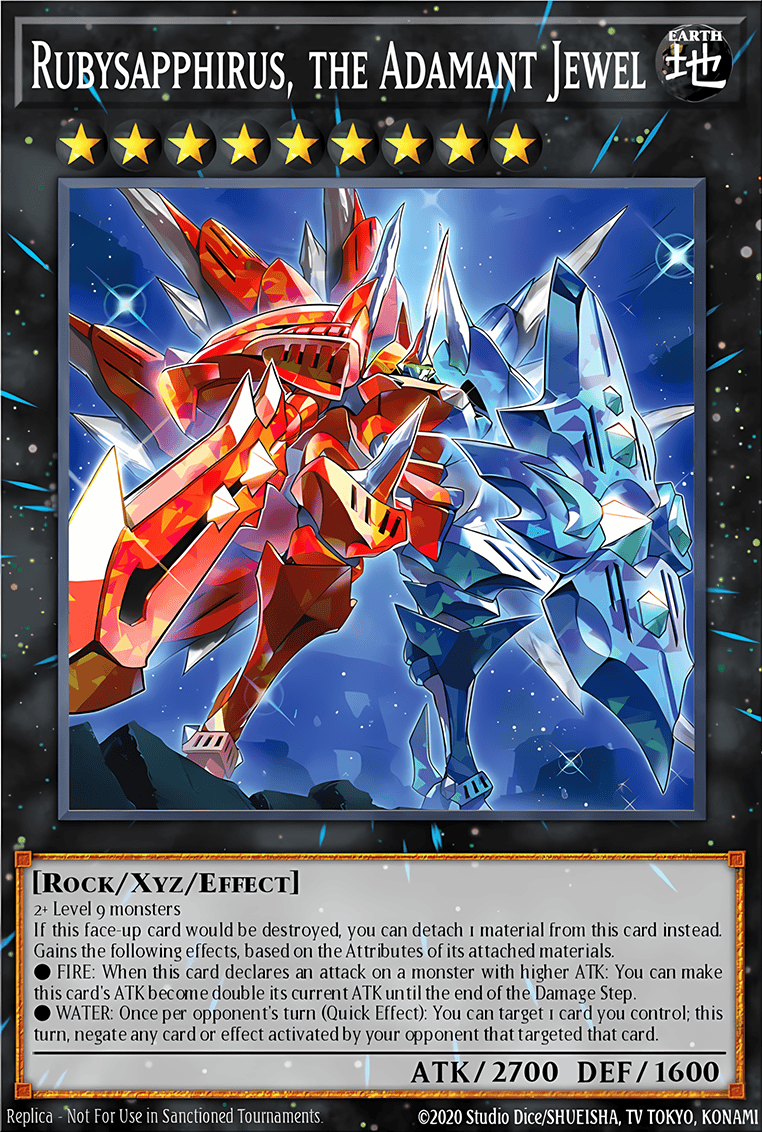 Rubysapphirus, the Adamant Jewel
EARTH
地
[Rock/Xyz/Effect]
2+ Level 9 monsters
If this face-up card would be destroyed, you can detach 1 material from this card instead.
Gains the following effects, based on the Attributes of its attached materials.
● FIRE: When this card declares an attack on a monster with higher ATK: You can make
this card's ATK become double its current ATK until the end of the Damage Step.
● WATER: Once per opponent's turn (Quick Effect): You can target 1 card you control; this
turn, negate any card or effect activated by your opponent that targeted that card.
ATK/2700 DEF/1600
Replica - Not For Use in Sanctioned Tournaments.
©2020 Studio Dice/SHUEISHA, TV TOKYO, KONAMI